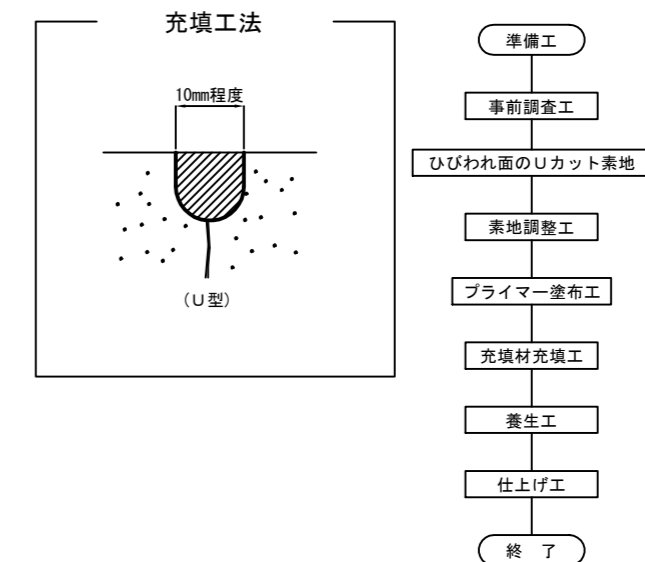 充填工法
10mm程度
(U型)
準備工
事前調査工
ひびわれ面のUカット素地
素地調整工
プライマー塗布工
充填材充填工
養生工
仕上げ工
終 了